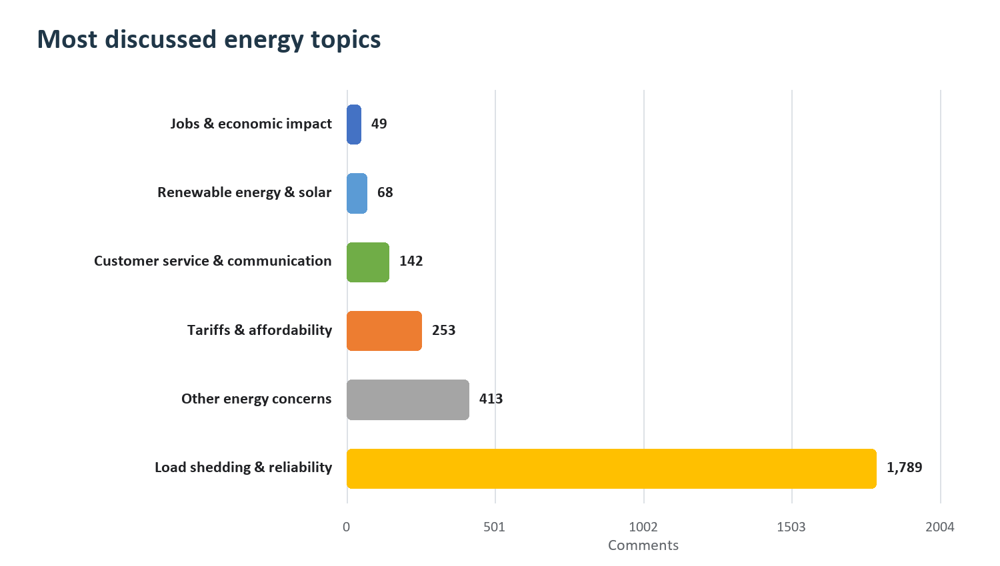 Most discussed energy topics
Jobs & economic impact 49
Renewable energy & solar 68
Customer service & communication 142
Tariffs & affordability 253
Other energy concerns 413
Load shedding & reliability 1,789
0 501 1002 1503 2004
Comments